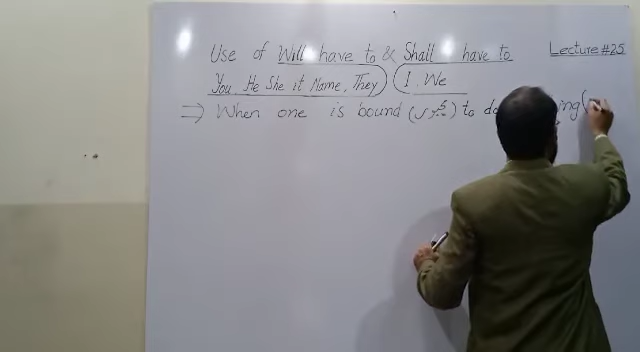 Use of Will have to & Shall have to Lecture #25
You He She it Name, They) (I, We
⇒ When one is bound (مجبور) to do ing(